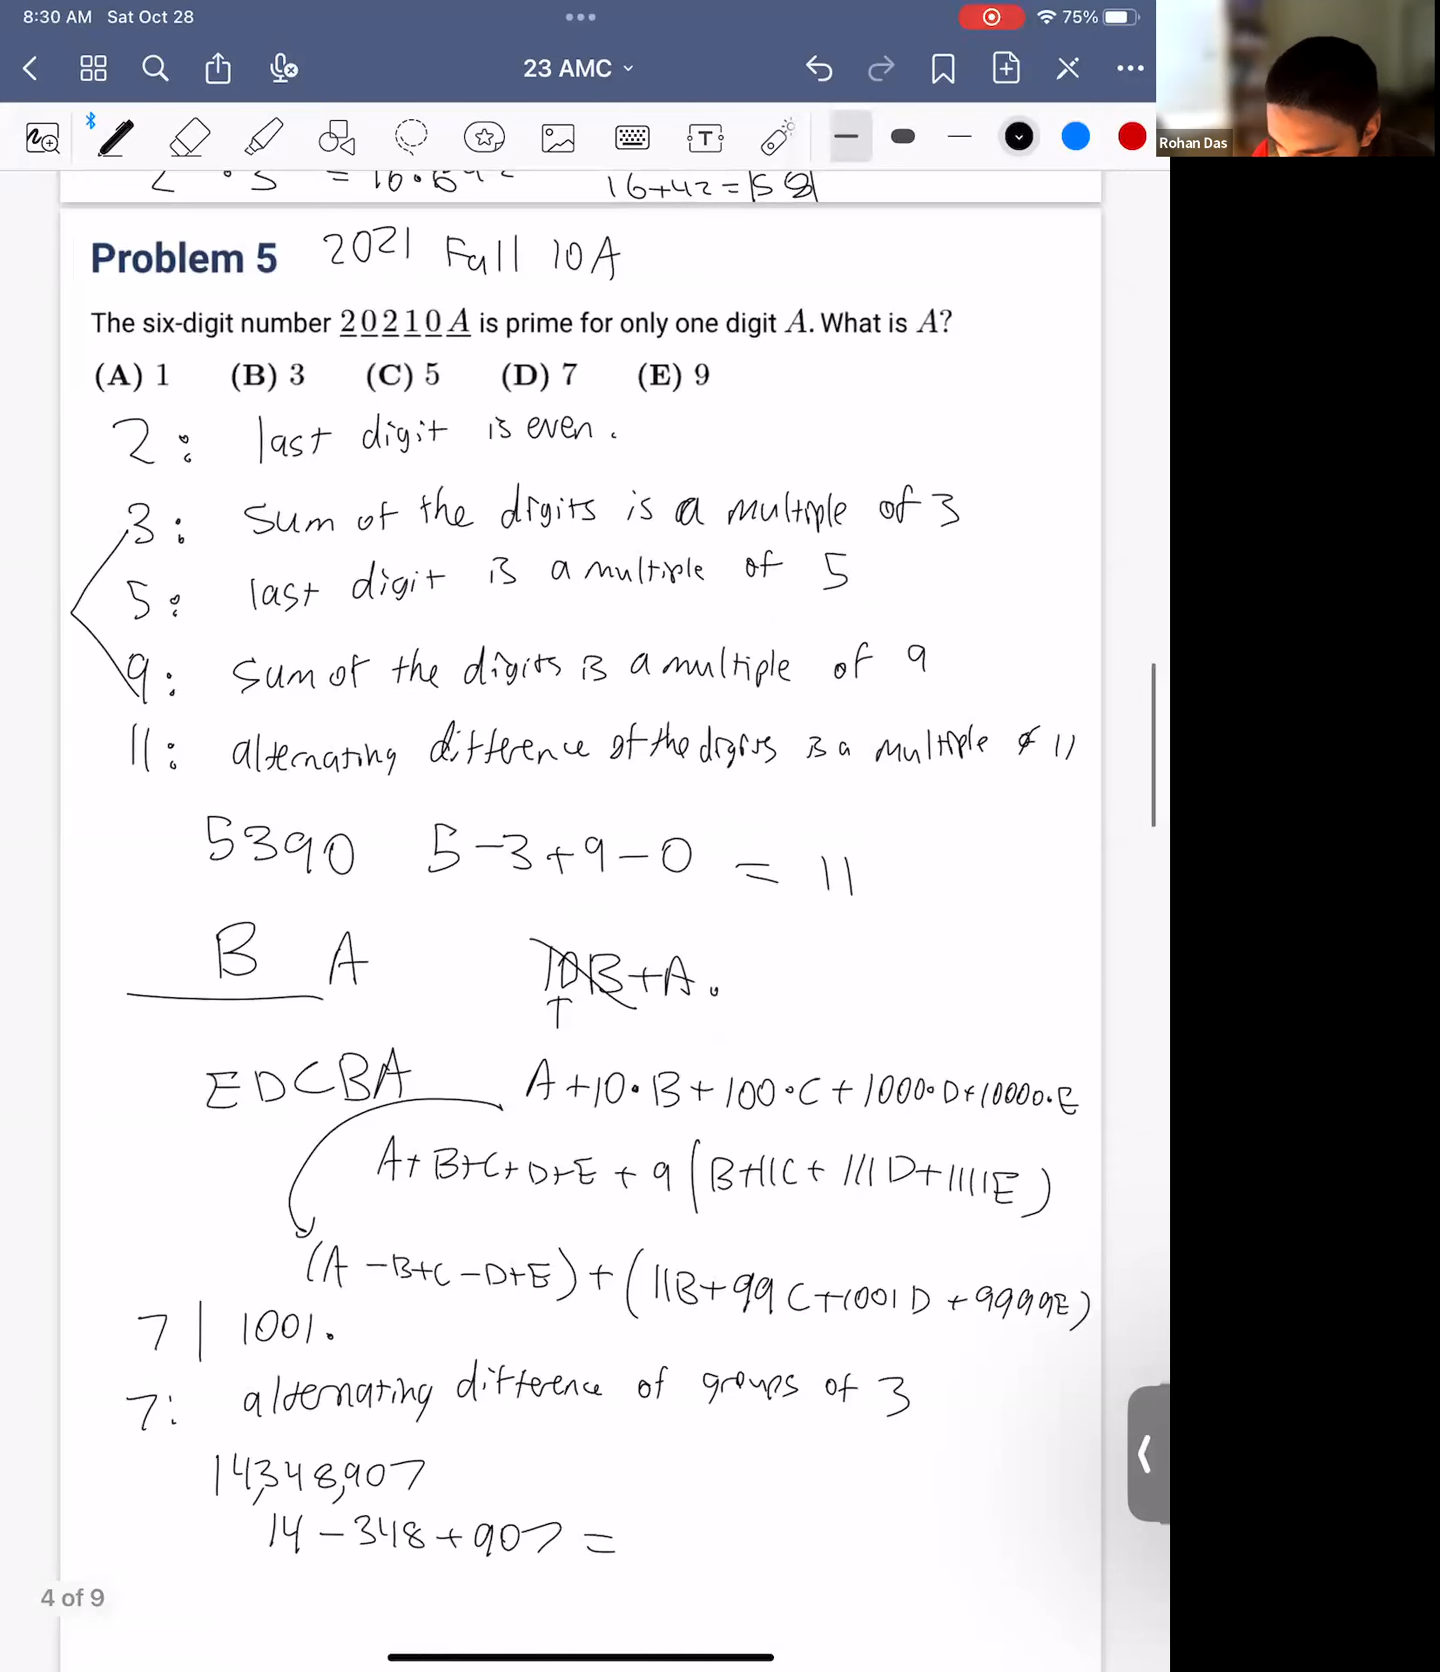 8:30 AM Sat Oct 28
75%
23 AMC
Rohan Das
16+42=58
Problem 5 2021 Fall 10A
The six-digit number 20210A is prime for only one digit A. What is A?
(A) 1 (B) 3 (C) 5 (D) 7 (E) 9
2: last digit is even.
3: sum of the digits is a multiple of 3
5: last digit is a multiple of 5
9: sum of the digits is a multiple of 9
11: alternating difference of the digits is a multiple of 11
5390 5-3+9-0 = 11
B A 10B+A.
EDCBA A+10·B+100·C+1000·D+10000·E
A+B+C+D+E + 9(B+11C+111D+1111E)
(A-B+C-D+E)+(11B+99C+1001D+9999E)
7 | 1001.
7: alternating difference of groups of 3
14,348,907
14-348+907=
4 of 9